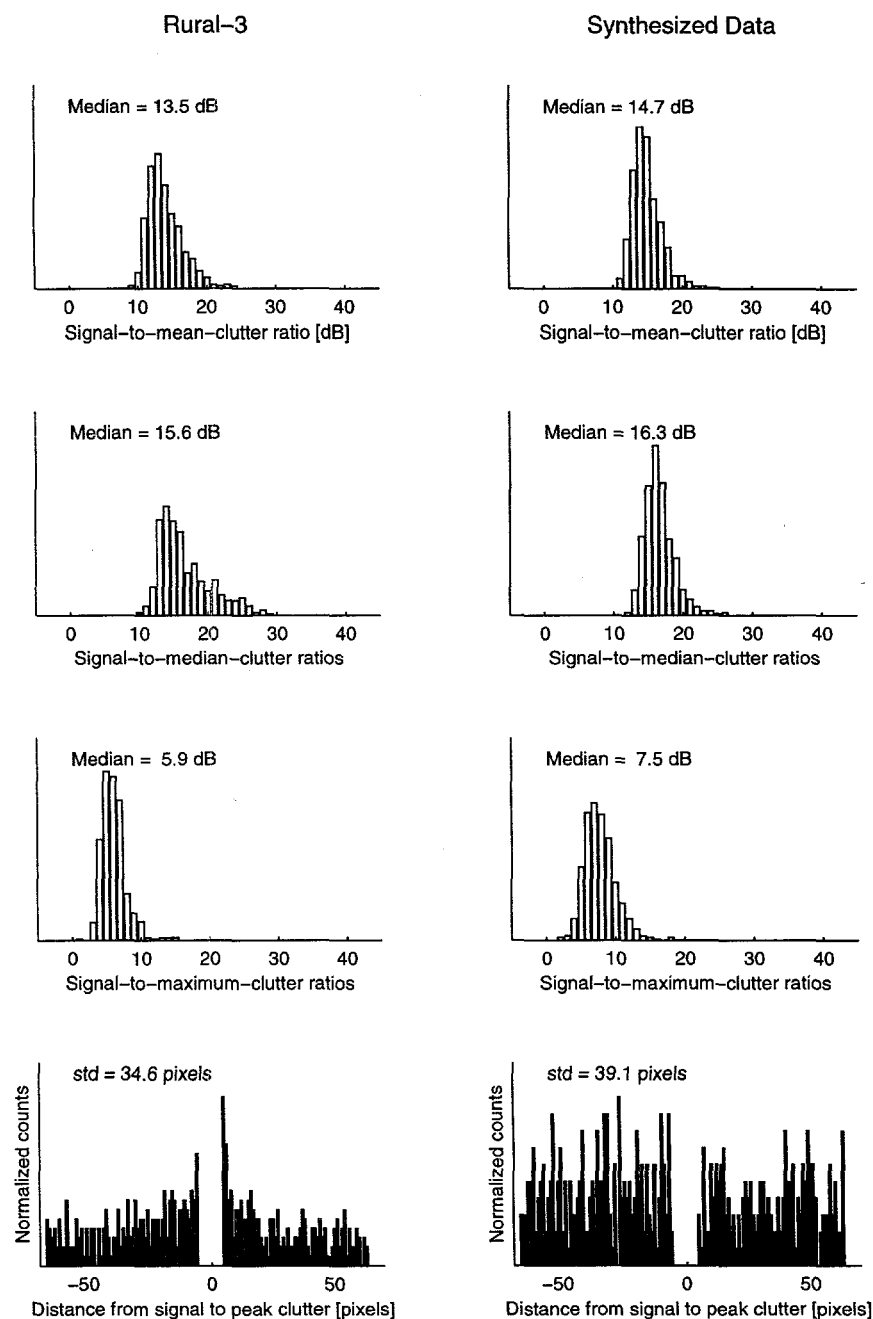 Rural-3
Synthesized Data
Median = 13.5 dB
Median = 14.7 dB
0 10 20 30 40
0 10 20 30 40
Signal-to-mean-clutter ratio [dB]
Signal-to-mean-clutter ratio [dB]
Median = 15.6 dB
Median = 16.3 dB
0 10 20 30 40
0 10 20 30 40
Signal-to-median-clutter ratios
Signal-to-median-clutter ratios
Median = 5.9 dB
Median = 7.5 dB
0 10 20 30 40
0 10 20 30 40
Signal-to-maximum-clutter ratios
Signal-to-maximum-clutter ratios
Normalized counts
std = 34.6 pixels
Normalized counts
std = 39.1 pixels
-50 0 50
-50 0 50
Distance from signal to peak clutter [pixels]
Distance from signal to peak clutter [pixels]